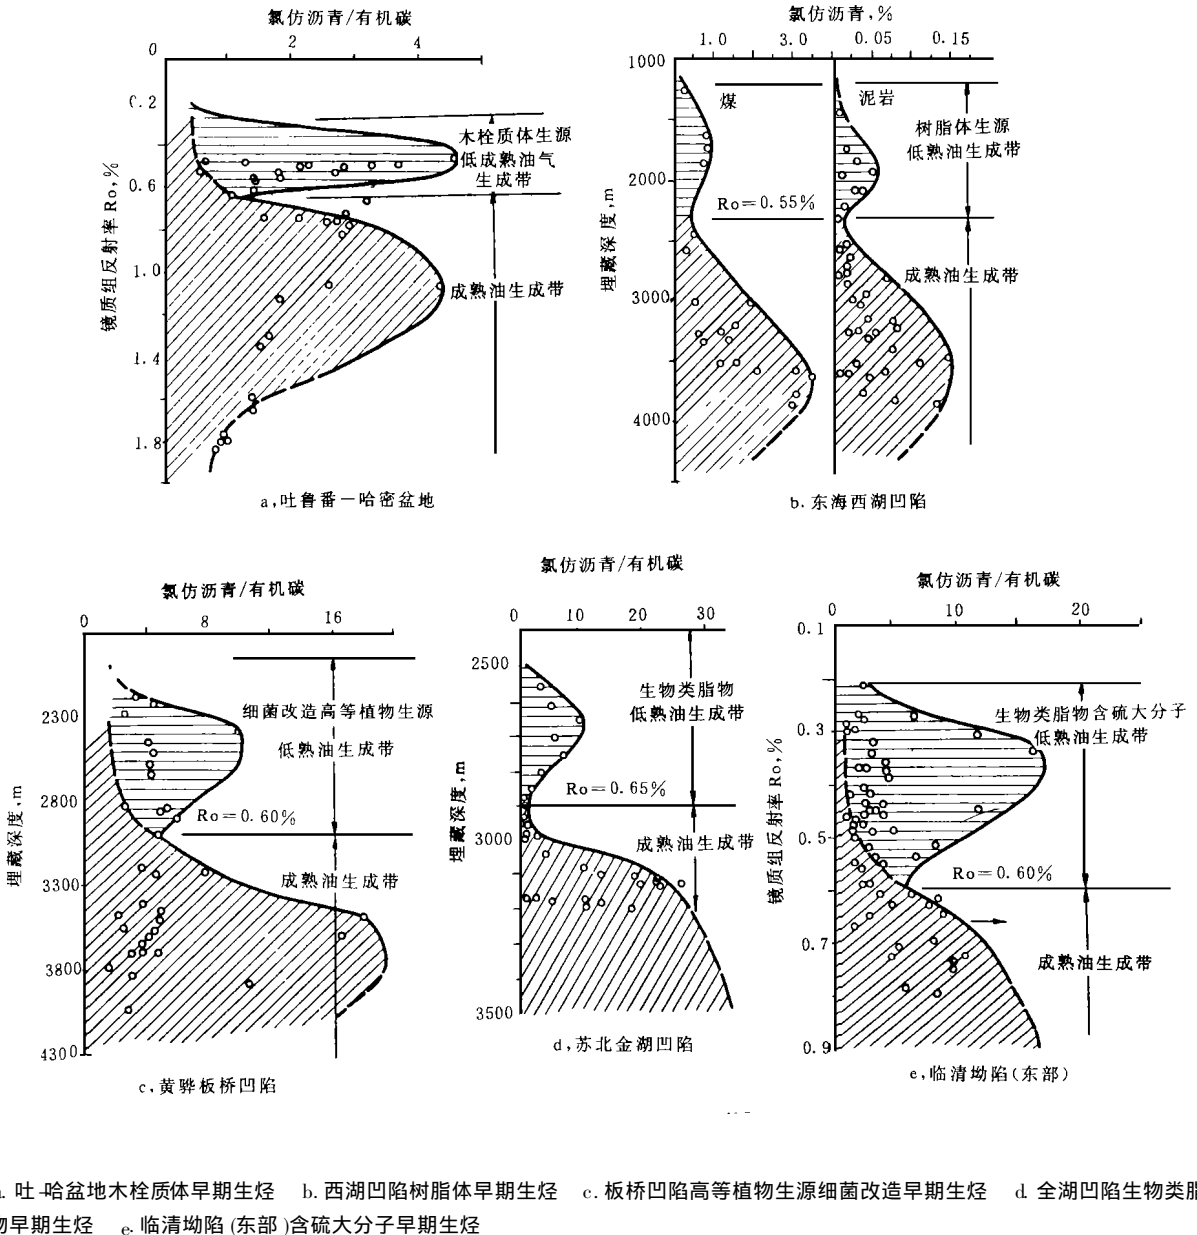 氯仿沥青/有机碳
0 2 4
0.2
0.6
1.0
1.4
1.8
镜质组反射率 Ro,%
木栓质体生源
低成熟油气
生成带
成熟油生成带
a,吐鲁番—哈密盆地
氯仿沥青,%
1.0 3.0 0.05 0.15
1000
2000
3000
4000
埋藏深度,m
煤
泥岩
树脂体生源
低熟油生成带
Ro=0.55%
成熟油生成带
b.东海西湖凹陷
氯仿沥青/有机碳
0 8 16
2300
2800
3300
3800
4300
埋藏深度,m
细菌改造高等植物生源
低熟油生成带
Ro=0.60%
成熟油生成带
c,黄骅板桥凹陷
氯仿沥青/有机碳
0 10 20 30
2500
3000
3500
埋藏深度,m
生物类脂物
低熟油生成带
Ro=0.65%
成熟油生成带
d,苏北金湖凹陷
氯仿沥青/有机碳
0 10 20
0.1
0.3
0.5
0.7
0.9
镜质组反射率 Ro,%
生物类脂物含硫大分子
低熟油生成带
Ro=0.60%
成熟油生成带
e,临清坳陷(东部)
吐-哈盆地木栓质体早期生烃 b. 西湖凹陷树脂体早期生烃 c. 板桥凹陷高等植物生源细菌改造早期生烃 d 全湖凹陷生物类脂
物早期生烃 e. 临清坳陷(东部)含硫大分子早期生烃